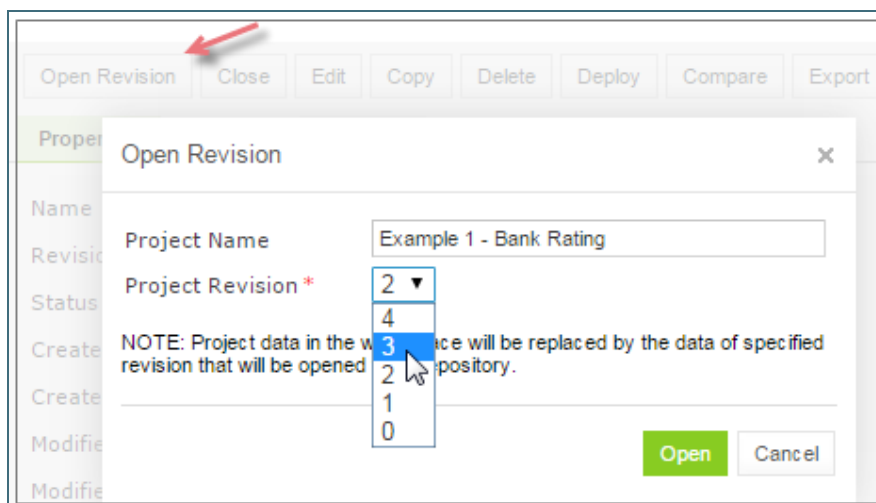 Open Revision Close Edit Copy Delete Deploy Compare Export
Proper
Open Revision ×
Name
Project Name Example 1 - Bank Rating
Revisio
Project Revision * 2 ▼
Status
4
NOTE: Project data in the w ace will be replaced by the data of specified
3
Create
revision that will be opened epository.
2
Create
1
0
Modifie
Open Cancel
Modifie